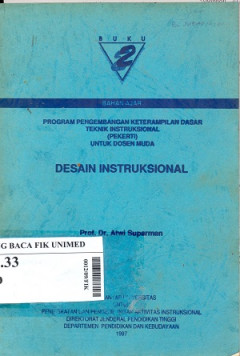 BUKU
2
BAHAN AJAR
PROGRAM PENGEMBANGAN KETERAMPILAN DASAR
TEKNIK INSTRUKSIONAL
(PEKERTI)
UNTUK DOSEN MUDA
DESAIN INSTRUKSIONAL
Prof. Dr. Atwi Suparman
G BACA FIK UNIMED
.33
INSTRUKSIONAL
DIREKTORAT JENDERAL PENDIDIKAN TINGGI
DEPARTEMEN PENDIDIKAN DAN KEBUDAYAAN
1997